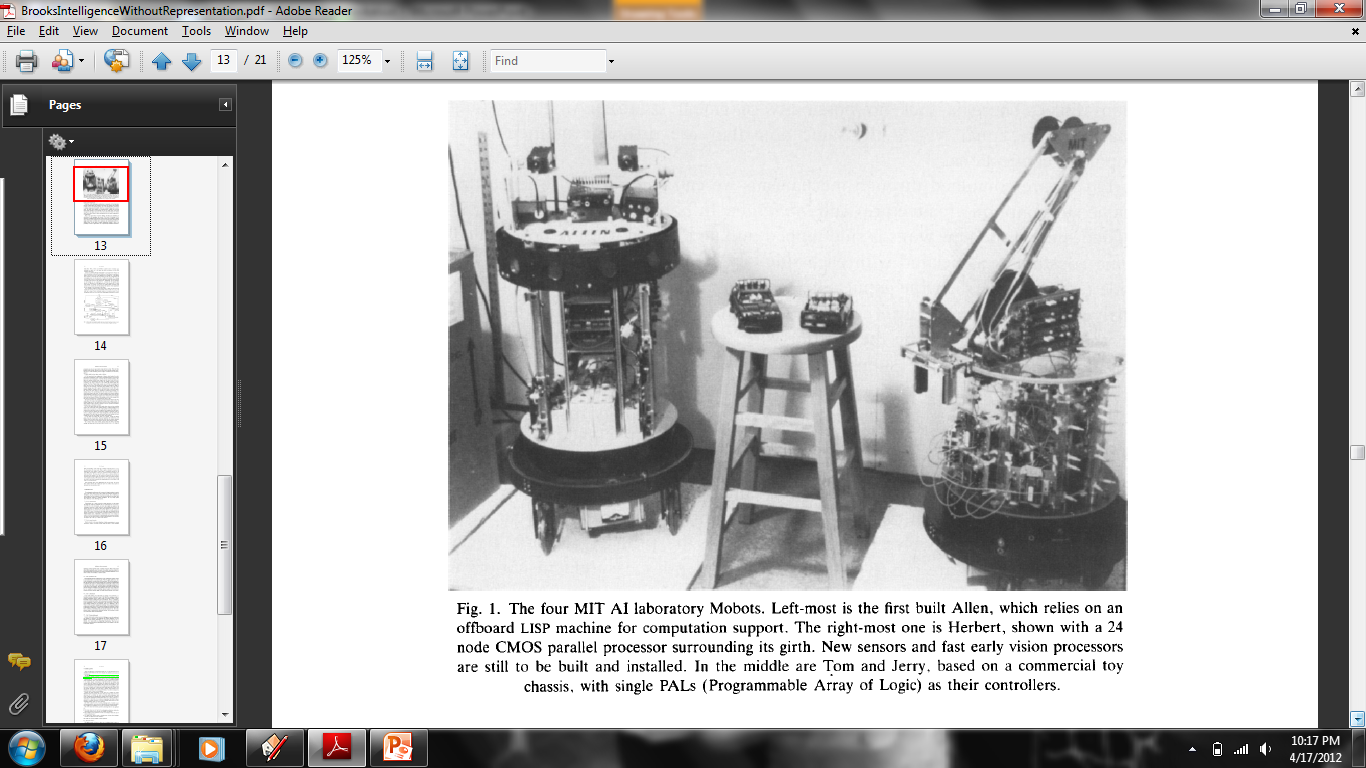 BrooksIntelligenceWithoutRepresentation.pdf - Adobe Reader
File Edit View Document Tools Window Help
13 / 21 125% Find
Pages
13
14
15
16
17
ALLEN
MIT
Fig. 1. The four MIT AI laboratory Mobots. Left-most is the first built Allen, which relies on an
offboard LISP machine for computation support. The right-most one is Herbert, shown with a 24
node CMOS parallel processor surrounding its girth. New sensors and fast early vision processors
are still to be built and installed. In the middle are Tom and Jerry, based on a commercial toy
chassis, with single PALs (Programmable Array of Logic) as their controllers.
10:17 PM
4/17/2012